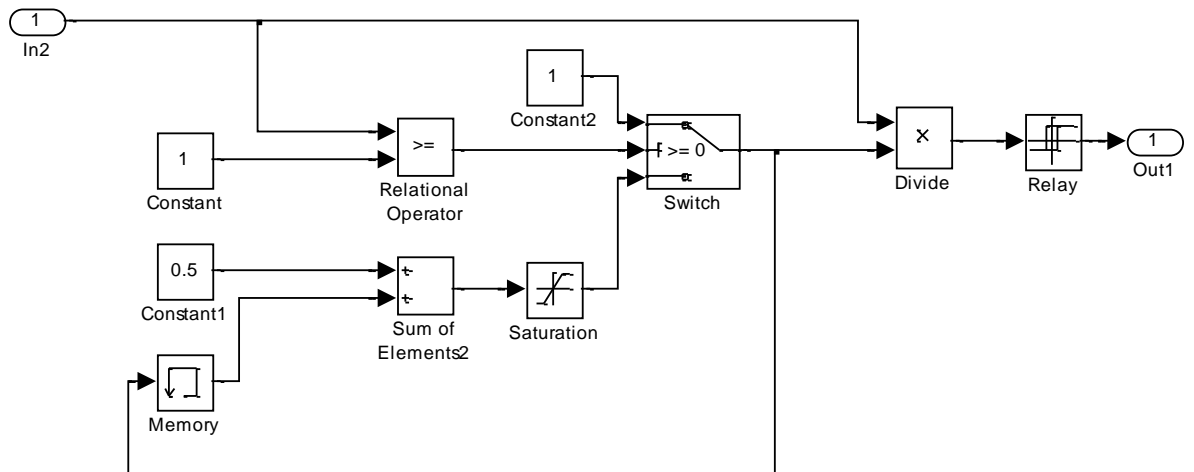 1
In2
1
Constant2
1
Constant
>=
Relational
Operator
>= 0
Switch
×
Divide
Relay
1
Out1
0.5
Constant1
+
+
Sum of
Elements2
Saturation
Memory